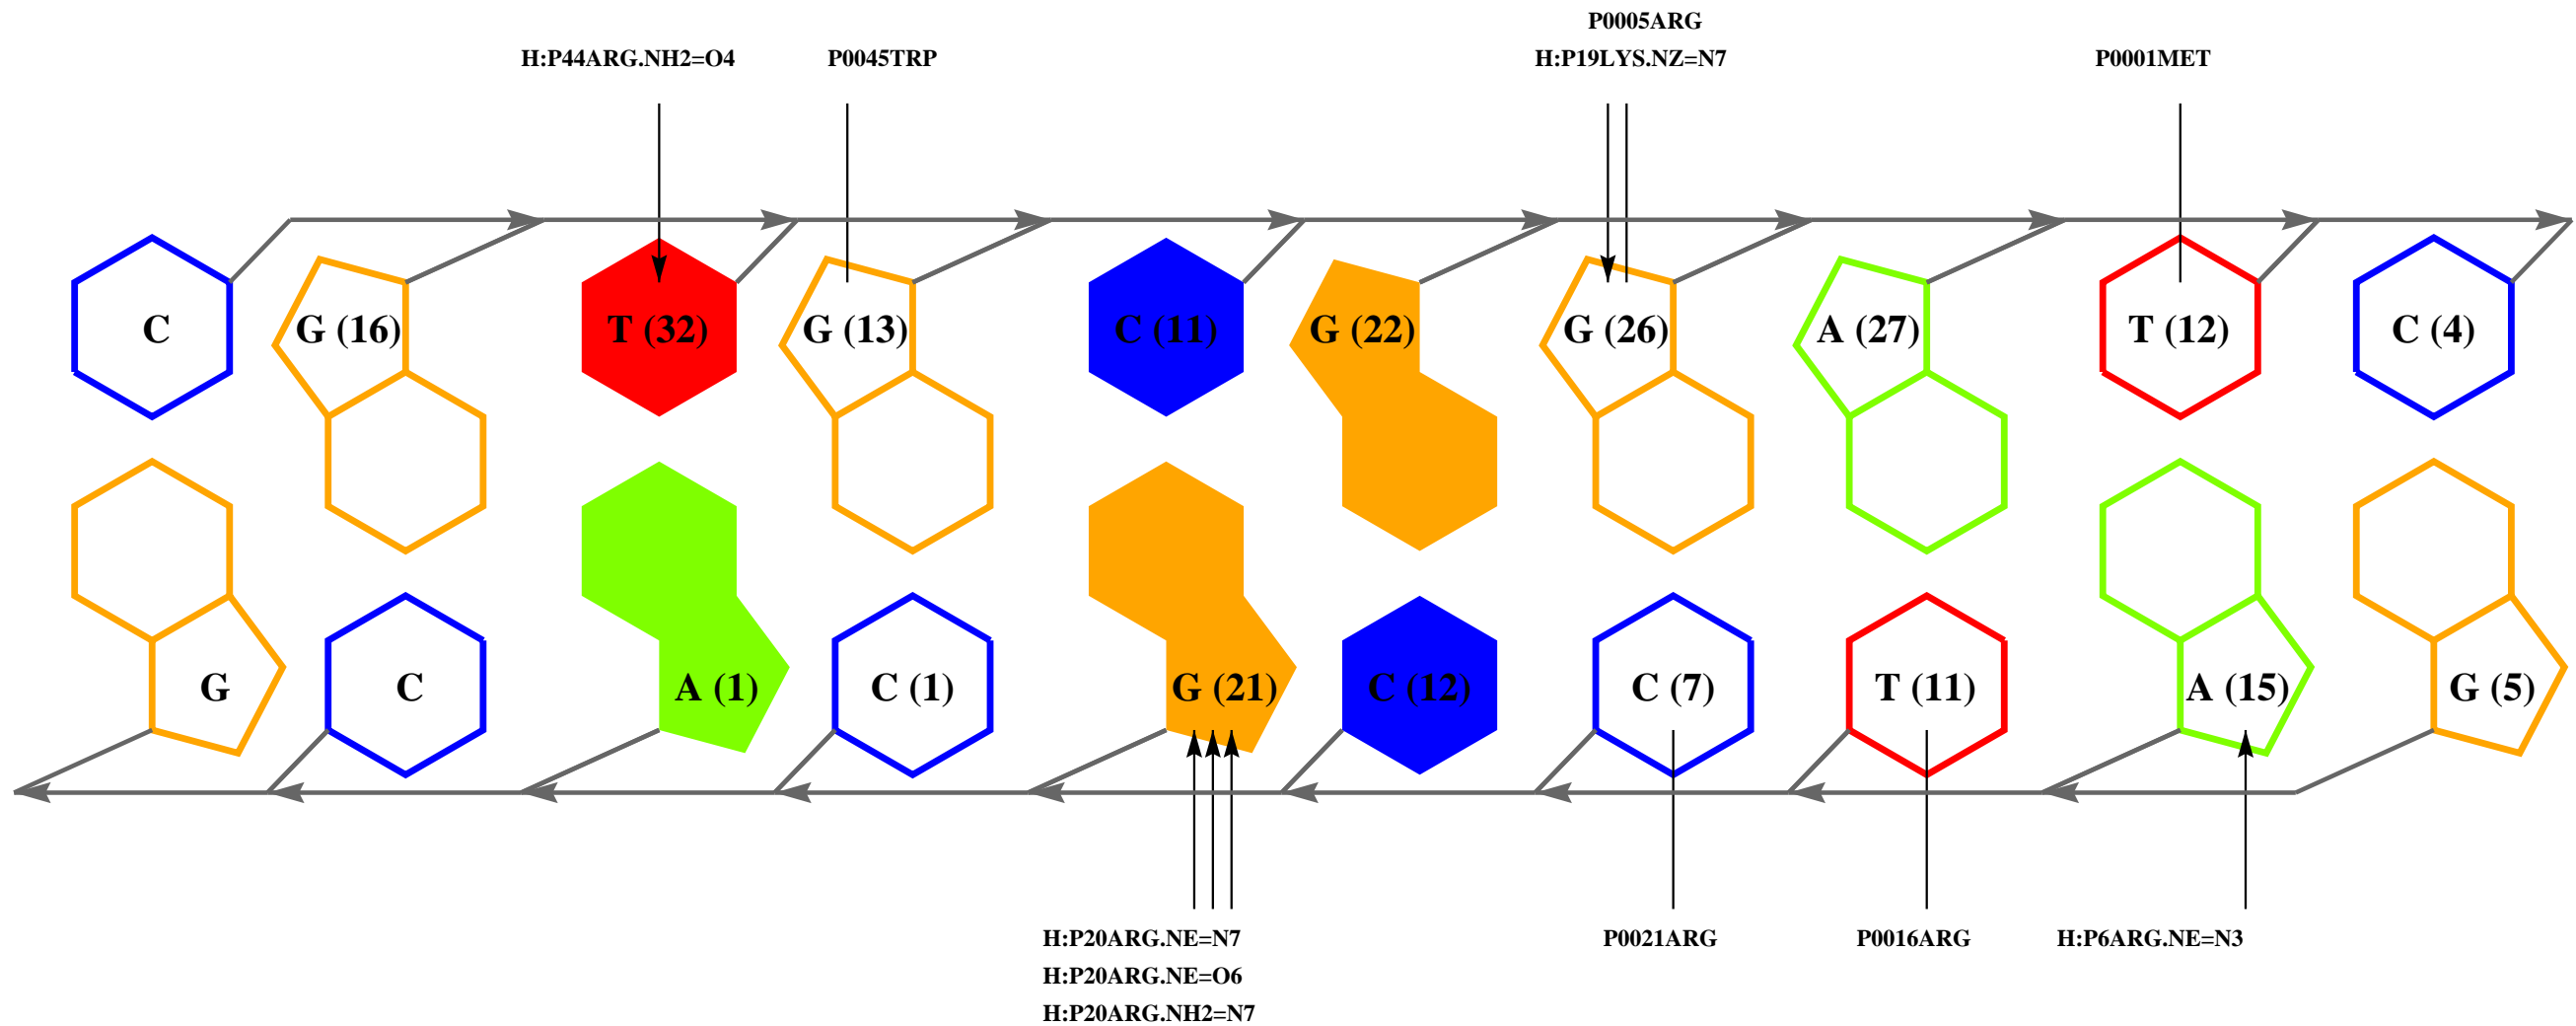 P0005ARG
H:P44ARG.NH2=O4 P0045TRP H:P19LYS.NZ=N7 P0001MET
C G (16) T (32) G (13) C (11) G (22) G (26) A (27) T (12) C (4)
G C A (1) C (1) G (21) C (12) C (7) T (11) A (15) G (5)
H:P20ARG.NE=N7 P0021ARG P0016ARG H:P6ARG.NE=N3
H:P20ARG.NE=O6
H:P20ARG.NH2=N7